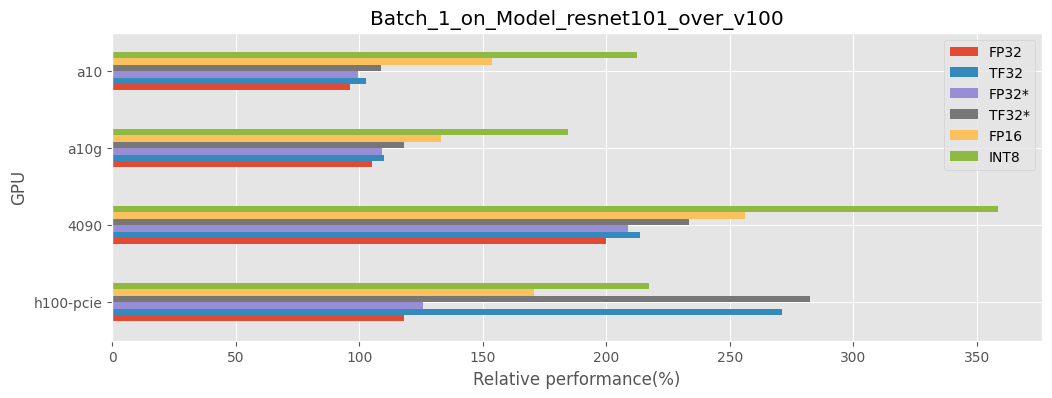 Batch_1_on_Model_resnet101_over_v100
FP32
TF32
FP32*
TF32*
FP16
INT8
GPU
a10
a10g
4090
h100-pcie
0 50 100 150 200 250 300 350
Relative performance(%)